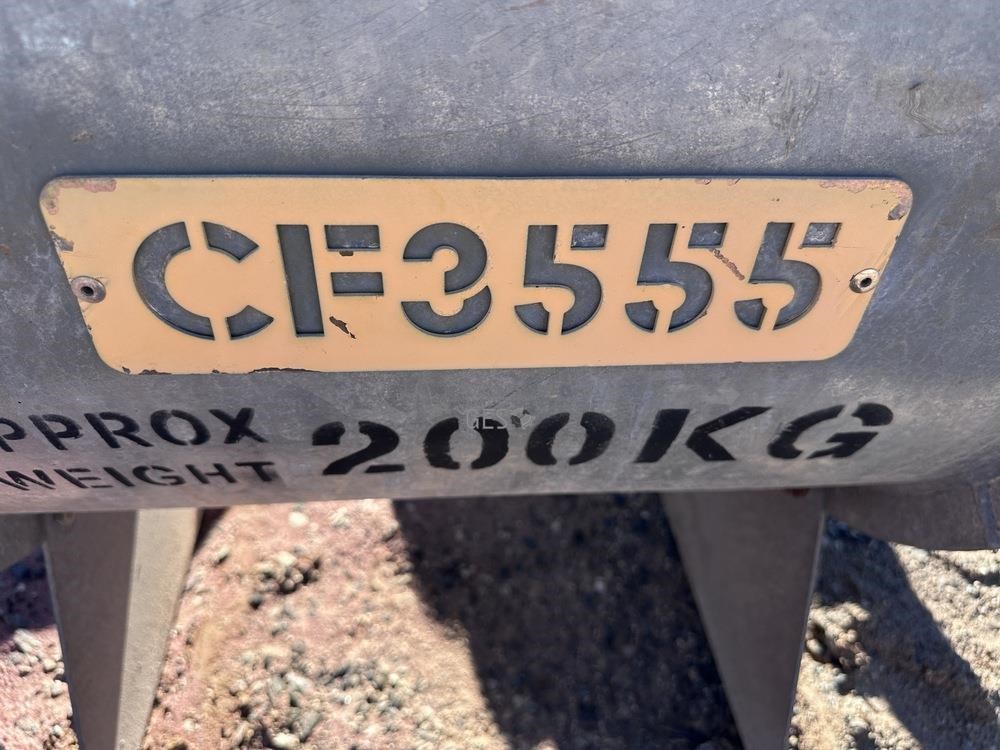 CF3555
PPROX
WEIGHT
200KG